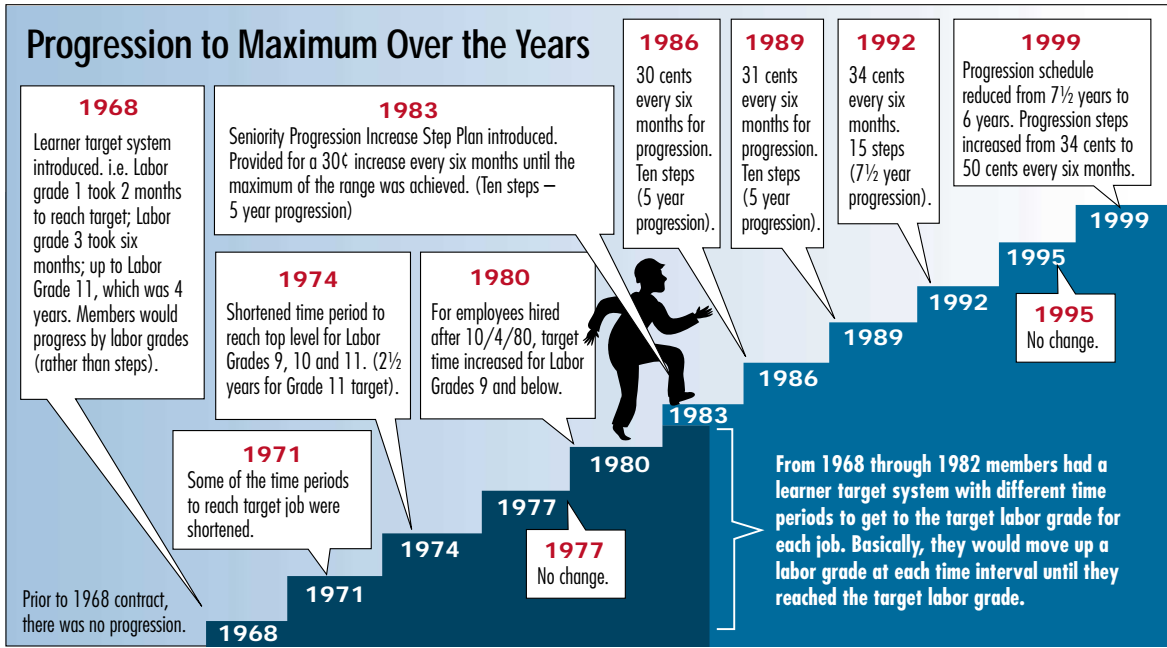 Progression to Maximum Over the Years
1968
Learner target system
introduced. i.e. Labor
grade 1 took 2 months
to reach target; Labor
grade 3 took six
months; up to Labor
Grade 11, which was 4
years. Members would
progress by labor grades
(rather than steps).
1971
Some of the time periods
to reach target job were
shortened.
1974
Shortened time period to
reach top level for Labor
Grades 9, 10 and 11. (2½
years for Grade 11 target).
1977
No change.
1980
For employees hired
after 10/4/80, target
time increased for Labor
Grades 9 and below.
1983
Seniority Progression Increase Step Plan introduced.
Provided for a 30¢ increase every six months until the
maximum of the range was achieved. (Ten steps –
5 year progression)
1986
30 cents
every six
months for
progression.
Ten steps
(5 year
progression).
1989
31 cents
every six
months for
progression.
Ten steps
(5 year
progression).
1992
34 cents
every six
months.
15 steps
(7½ year
progression).
1995
No change.
1999
Progression schedule
reduced from 7½ years to
6 years. Progression steps
increased from 34 cents to
50 cents every six months.
Prior to 1968 contract,
there was no progression.
1968
1971
1974
1977
1980
1983
1986
1989
1992
1995
1999
From 1968 through 1982 members had a
learner target system with different time
periods to get to the target labor grade for
each job. Basically, they would move up a
labor grade at each time interval until they
reached the target labor grade.